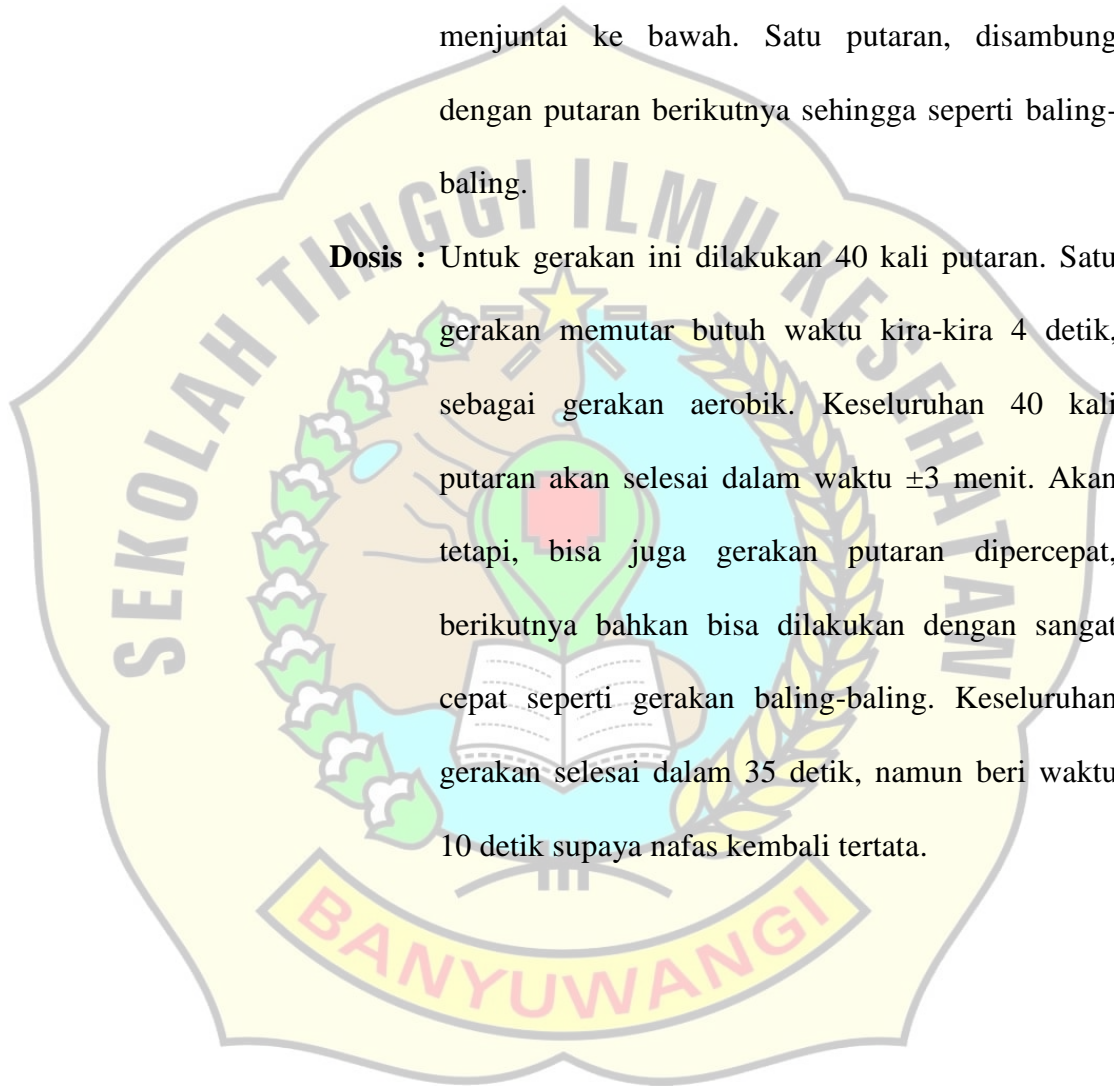 menjuntai ke bawah. Satu putaran, disambung
dengan putaran berikutnya sehingga seperti baling-
baling.
Dosis : Untuk gerakan ini dilakukan 40 kali putaran. Satu
gerakan memutar butuh waktu kira-kira 4 detik,
sebagai gerakan aerobik. Keseluruhan 40 kali
putaran akan selesai dalam waktu ±3 menit. Akan
tetapi, bisa juga gerakan putaran dipercepat,
berikutnya bahkan bisa dilakukan dengan sangat
cepat seperti gerakan baling-baling. Keseluruhan
gerakan selesai dalam 35 detik, namun beri waktu
10 detik supaya nafas kembali tertata.
SEKOLAH TINGGI ILMU KESEHATAN
BANYUWANGI